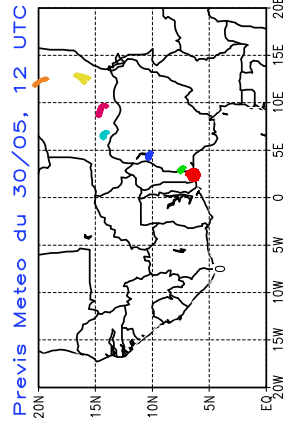 Previs Meteo du 30/05, 12 UTC
20N
15N
10N
5N
EQ
20W
15W
10W
5W
0
5E
10E
15E
20E
0